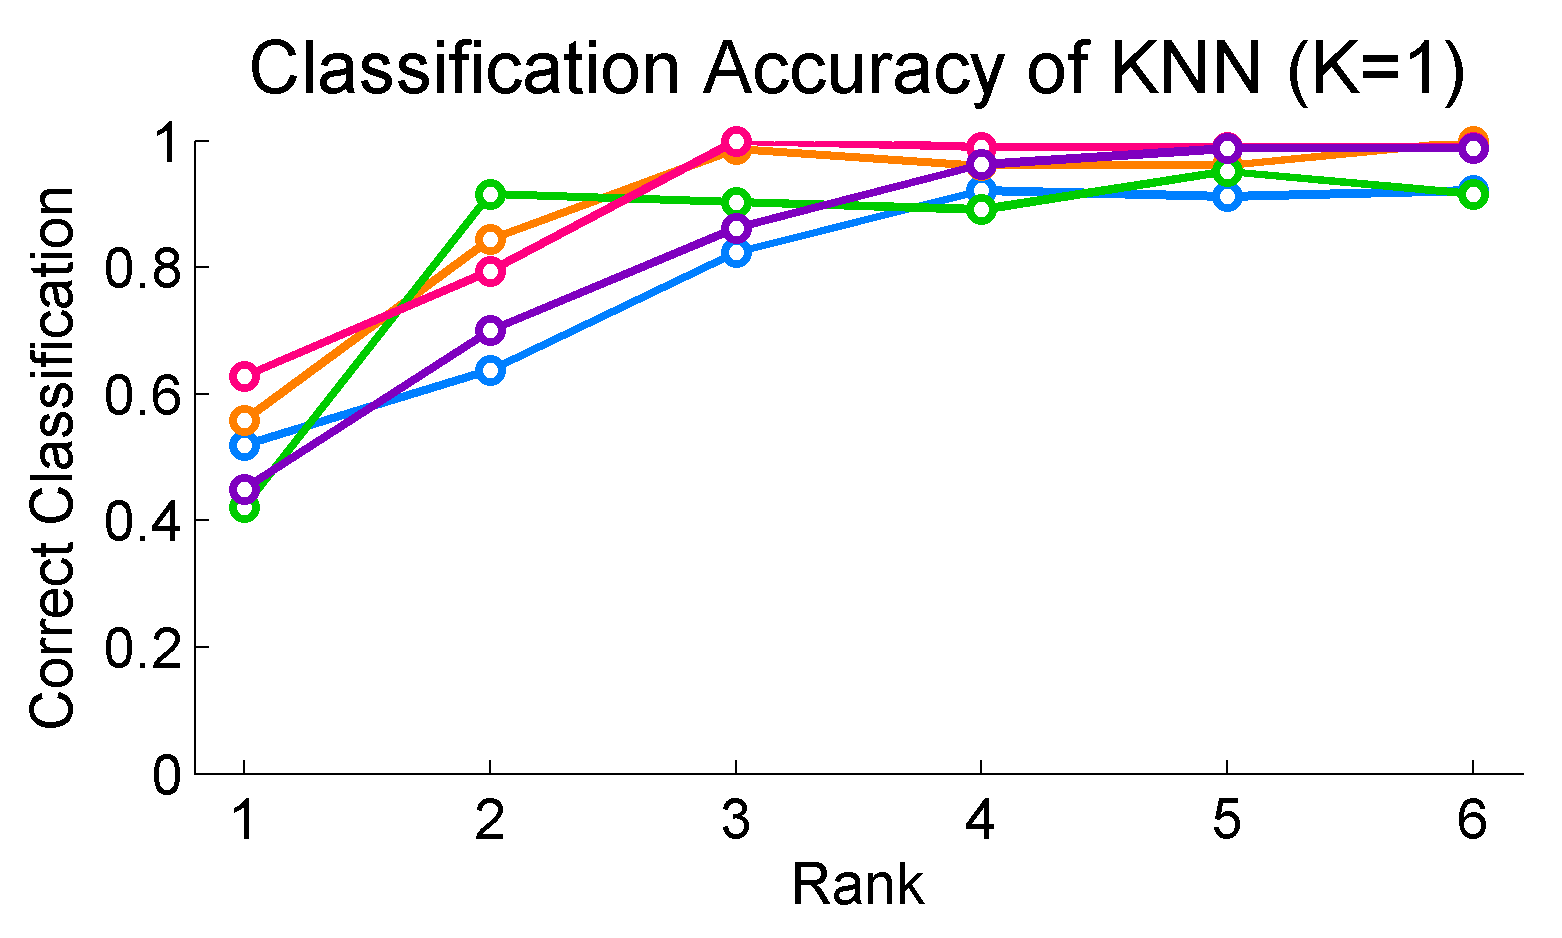 Classification Accuracy of KNN (K=1)
Correct Classification
1
0.8
0.6
0.4
0.2
0
1 2 3 4 5 6
Rank